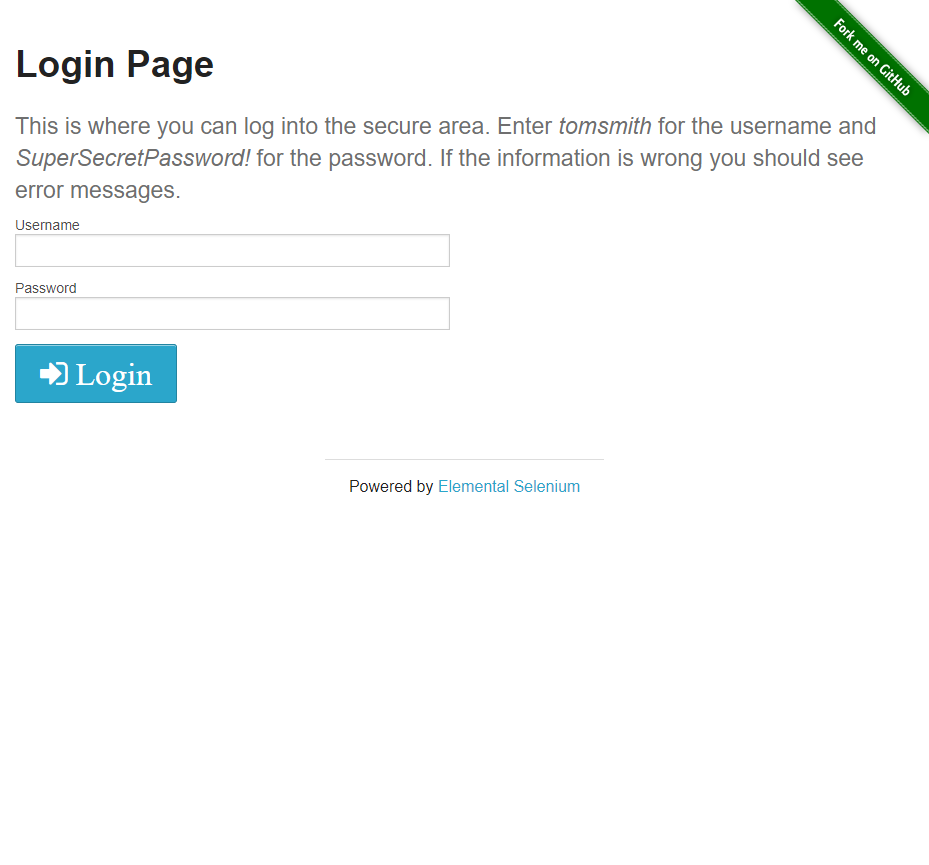 Fork me on GitHub
Login Page
This is where you can log into the secure area. Enter tomsmith for the username and
SuperSecretPassword! for the password. If the information is wrong you should see
error messages.
Username
Password
Login
Powered by Elemental Selenium